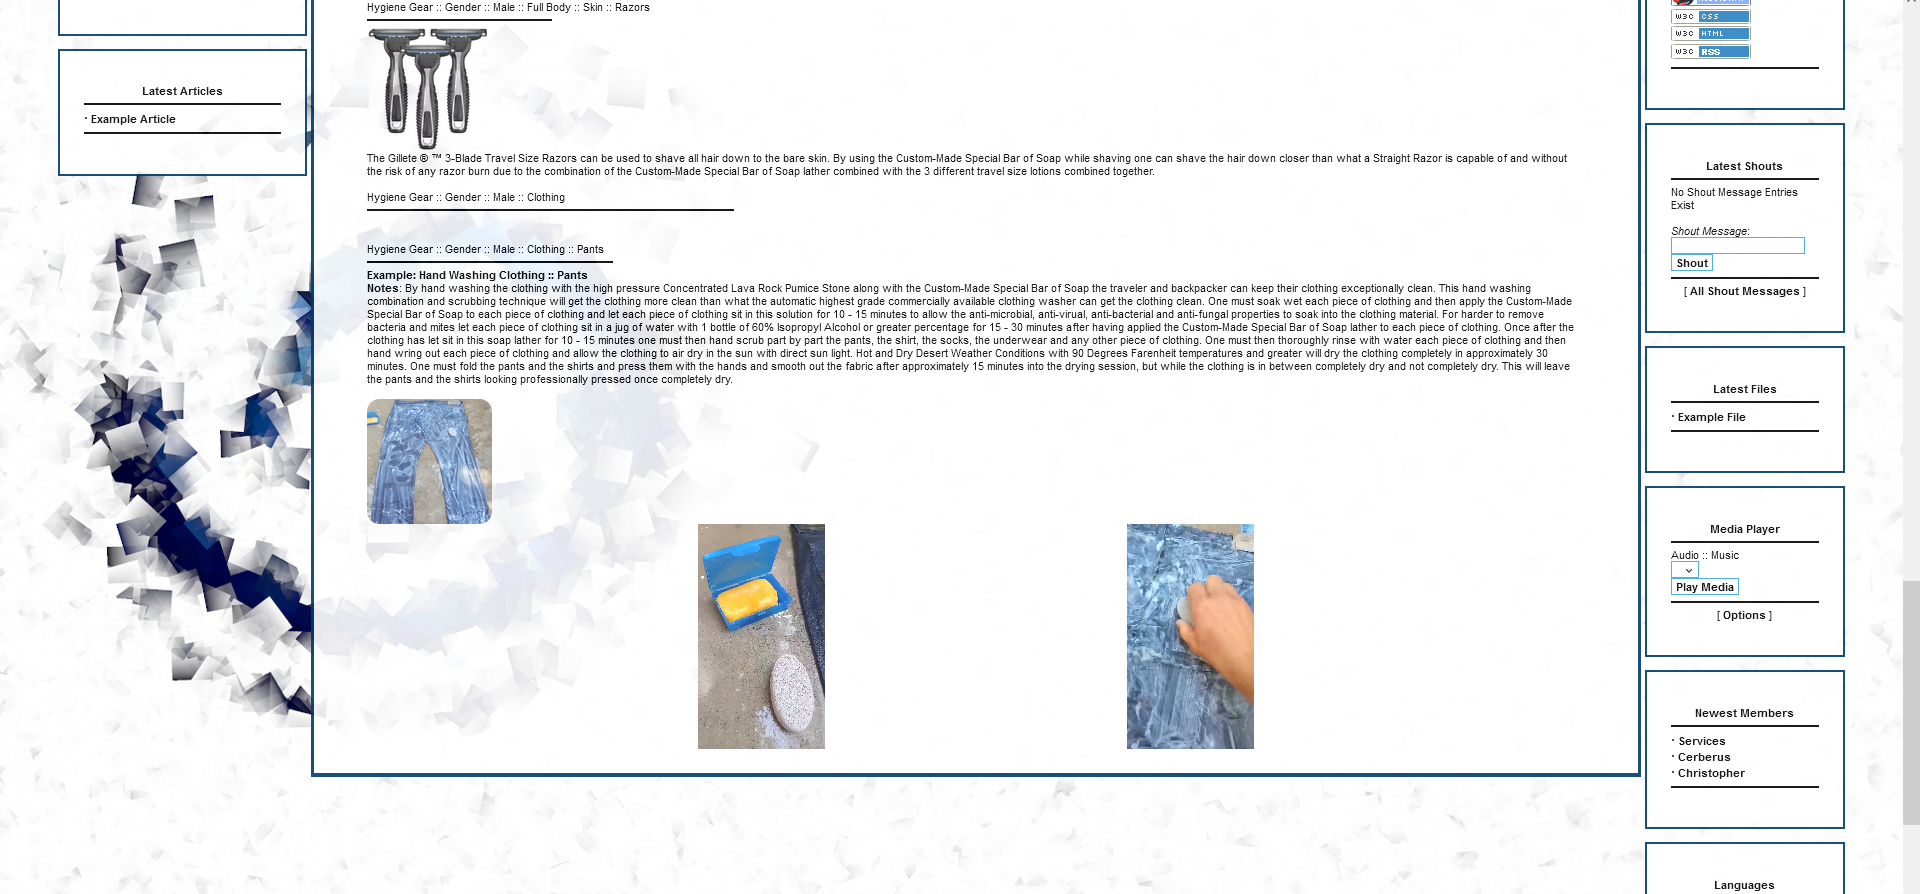 Hygiene Gear :: Gender :: Male :: Full Body :: Skin :: Razors
The Gillete ® ™ 3-Blade Travel Size Razors can be used to shave all hair down to the bare skin. By using the Custom-Made Special Bar of Soap while shaving one can shave the hair down closer than what a Straight Razor is capable of and without
the risk of any razor burn due to the combination of the Custom-Made Special Bar of Soap lather combined with the 3 different travel size lotions combined together.
Hygiene Gear :: Gender :: Male :: Clothing
Hygiene Gear :: Gender :: Male :: Clothing :: Pants
Example: Hand Washing Clothing :: Pants
Notes: By hand washing the clothing with the high pressure Concentrated Lava Rock Pumice Stone along with the Custom-Made Special Bar of Soap the traveler and backpacker can keep their clothing exceptionally clean. This hand washing
combination and scrubbing technique will get the clothing more clean than what the automatic highest grade commercially available clothing washer can get the clothing clean. One must soak wet each piece of clothing and then apply the Custom-Made
Special Bar of Soap to each piece of clothing and let each piece of clothing sit in this solution for 10 - 15 minutes to allow the anti-microbial, anti-virual, anti-bacterial and anti-fungal properties to soak into the clothing material. For harder to remove
bacteria and mites let each piece of clothing sit in a jug of water with 1 bottle of 60% Isopropyl Alcohol or greater percentage for 15 - 30 minutes after having applied the Custom-Made Special Bar of Soap lather to each piece of clothing. Once after the
clothing has let sit in this soap lather for 10 - 15 minutes one must then hand scrub part by part the pants, the shirt, the socks, the underwear and any other piece of clothing. One must then thoroughly rinse with water each piece of clothing and then
hand wring out each piece of clothing and allow the clothing to air dry in the sun with direct sun light. Hot and Dry Desert Weather Conditions with 90 Degrees Farenheit temperatures and greater will dry the clothing completely in approximately 30
minutes. One must fold the pants and the shirts and press them with the hands and smooth out the fabric after approximately 15 minutes into the drying session, but while the clothing is in between completely dry and not completely dry. This will leave
the pants and the shirts looking professionally pressed once completely dry.
Latest Articles
· Example Article
W3C CSS
W3C HTML
W3C RSS
Latest Shouts
No Shout Message Entries
Exist
Shout Message:
Shout
[ All Shout Messages ]
Latest Files
· Example File
Media Player
Audio :: Music
Play Media
[ Options ]
Newest Members
· Services
· Cerberus
· Christopher
Languages